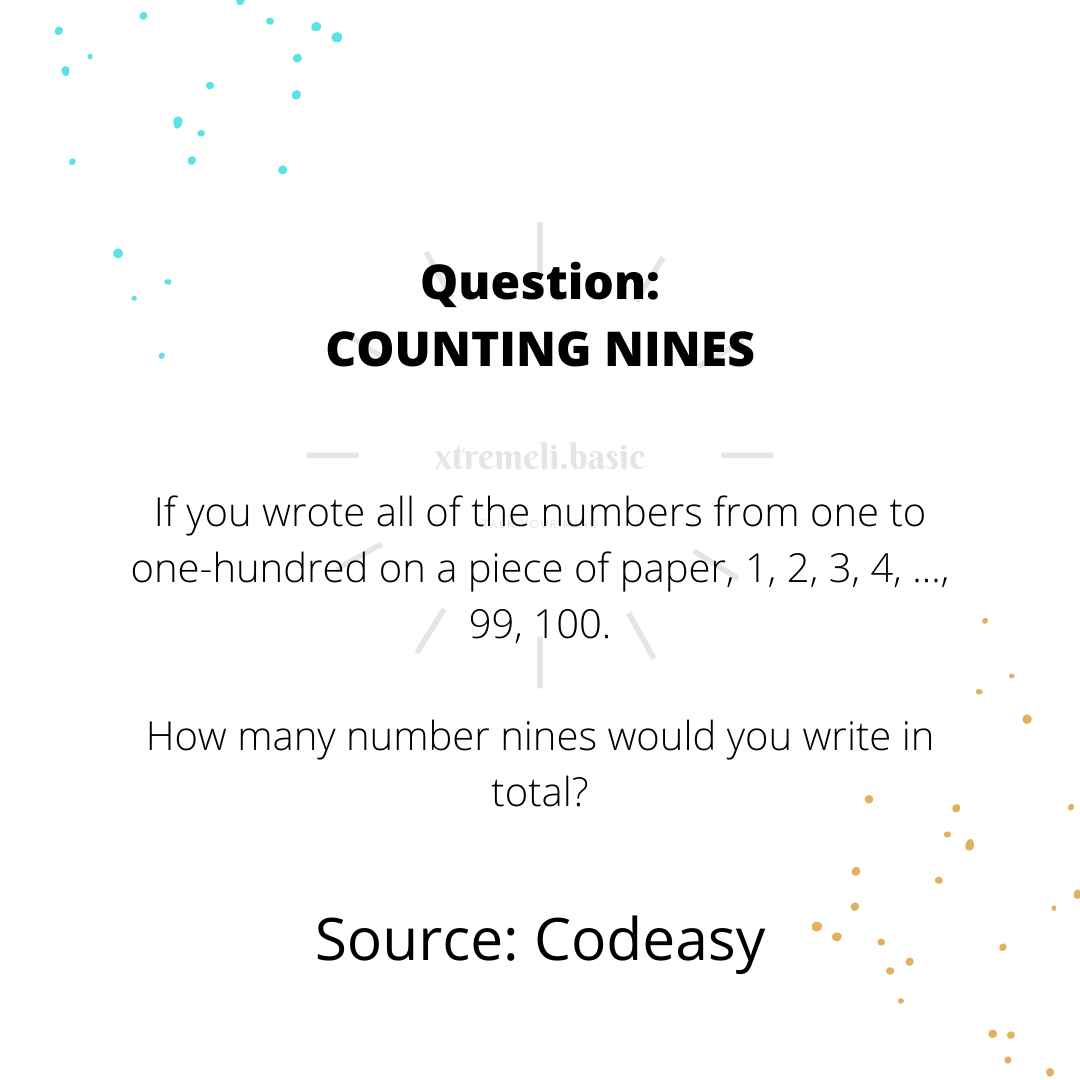 Question:
COUNTING NINES
xtremeli.basic
If you wrote all of the numbers from one to
one-hundred on a piece of paper, 1, 2, 3, 4, ...,
99, 100.
How many number nines would you write in
total?
Source: Codeasy